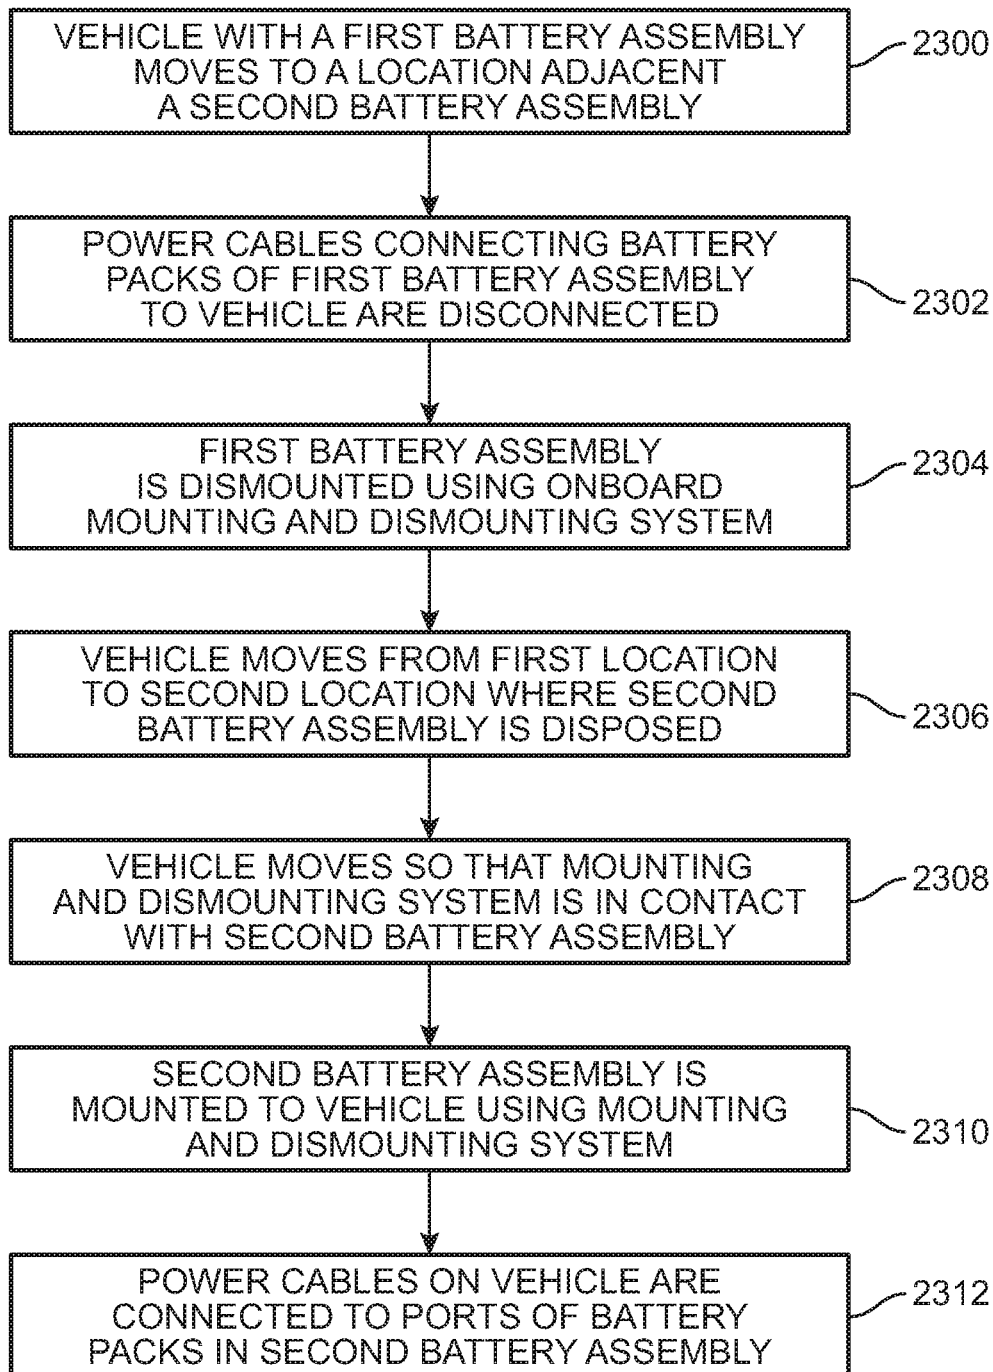 VEHICLE WITH A FIRST BATTERY ASSEMBLY
MOVES TO A LOCATION ADJACENT
A SECOND BATTERY ASSEMBLY
2300
POWER CABLES CONNECTING BATTERY
PACKS OF FIRST BATTERY ASSEMBLY
TO VEHICLE ARE DISCONNECTED
2302
FIRST BATTERY ASSEMBLY
IS DISMOUNTED USING ONBOARD
MOUNTING AND DISMOUNTING SYSTEM
2304
VEHICLE MOVES FROM FIRST LOCATION
TO SECOND LOCATION WHERE SECOND
BATTERY ASSEMBLY IS DISPOSED
2306
VEHICLE MOVES SO THAT MOUNTING
AND DISMOUNTING SYSTEM IS IN CONTACT
WITH SECOND BATTERY ASSEMBLY
2308
SECOND BATTERY ASSEMBLY IS
MOUNTED TO VEHICLE USING MOUNTING
AND DISMOUNTING SYSTEM
2310
POWER CABLES ON VEHICLE ARE
CONNECTED TO PORTS OF BATTERY
PACKS IN SECOND BATTERY ASSEMBLY
2312